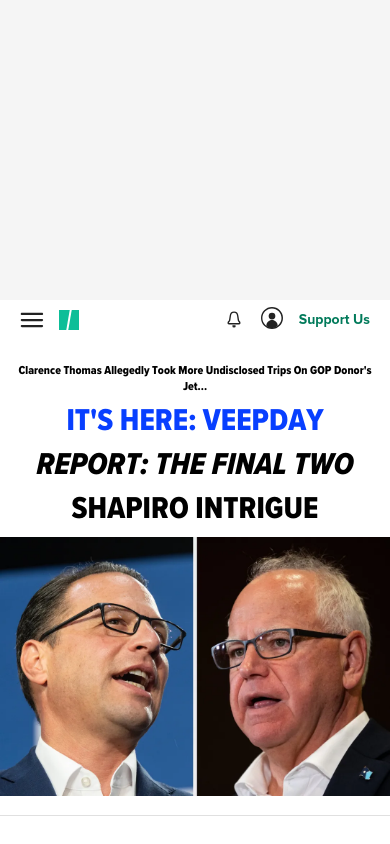 Support Us
Clarence Thomas Allegedly Took More Undisclosed Trips On GOP Donor's
Jet...
IT'S HERE: VEEPDAY
REPORT: THE FINAL TWO
SHAPIRO INTRIGUE